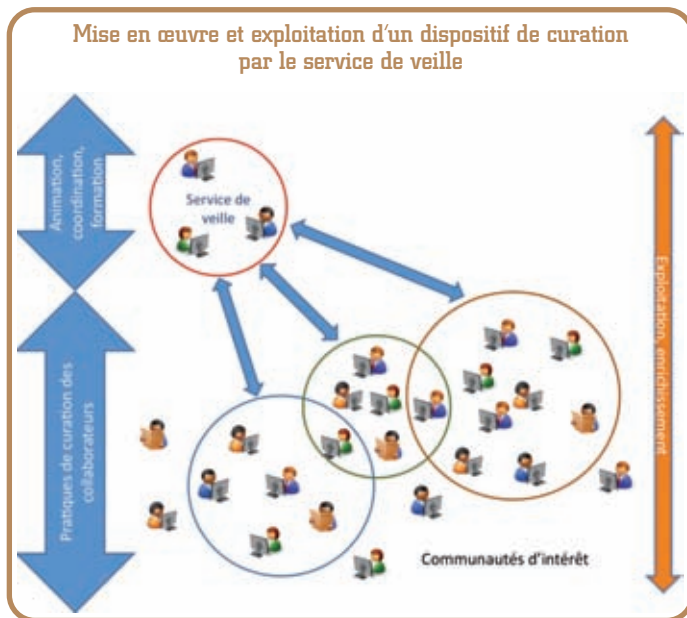 Mise en œuvre et exploitation d'un dispositif de curation
par le service de veille
Animation,
coordination,
formation
Service de
veille
Exploitation, enrichissement
Pratiques de curation des
collaborateurs
Communautés d'intérêt